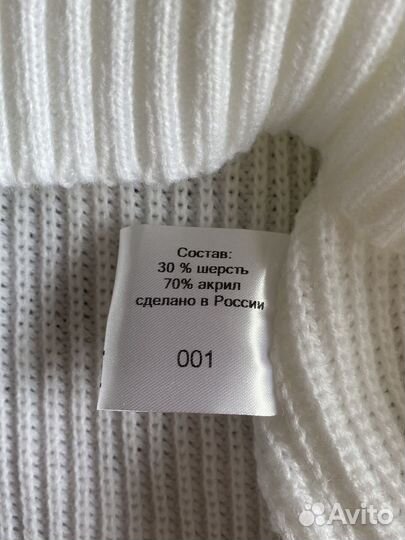 Состав:
30 % шерсть
70% акрил
сделано в России
001
Avito